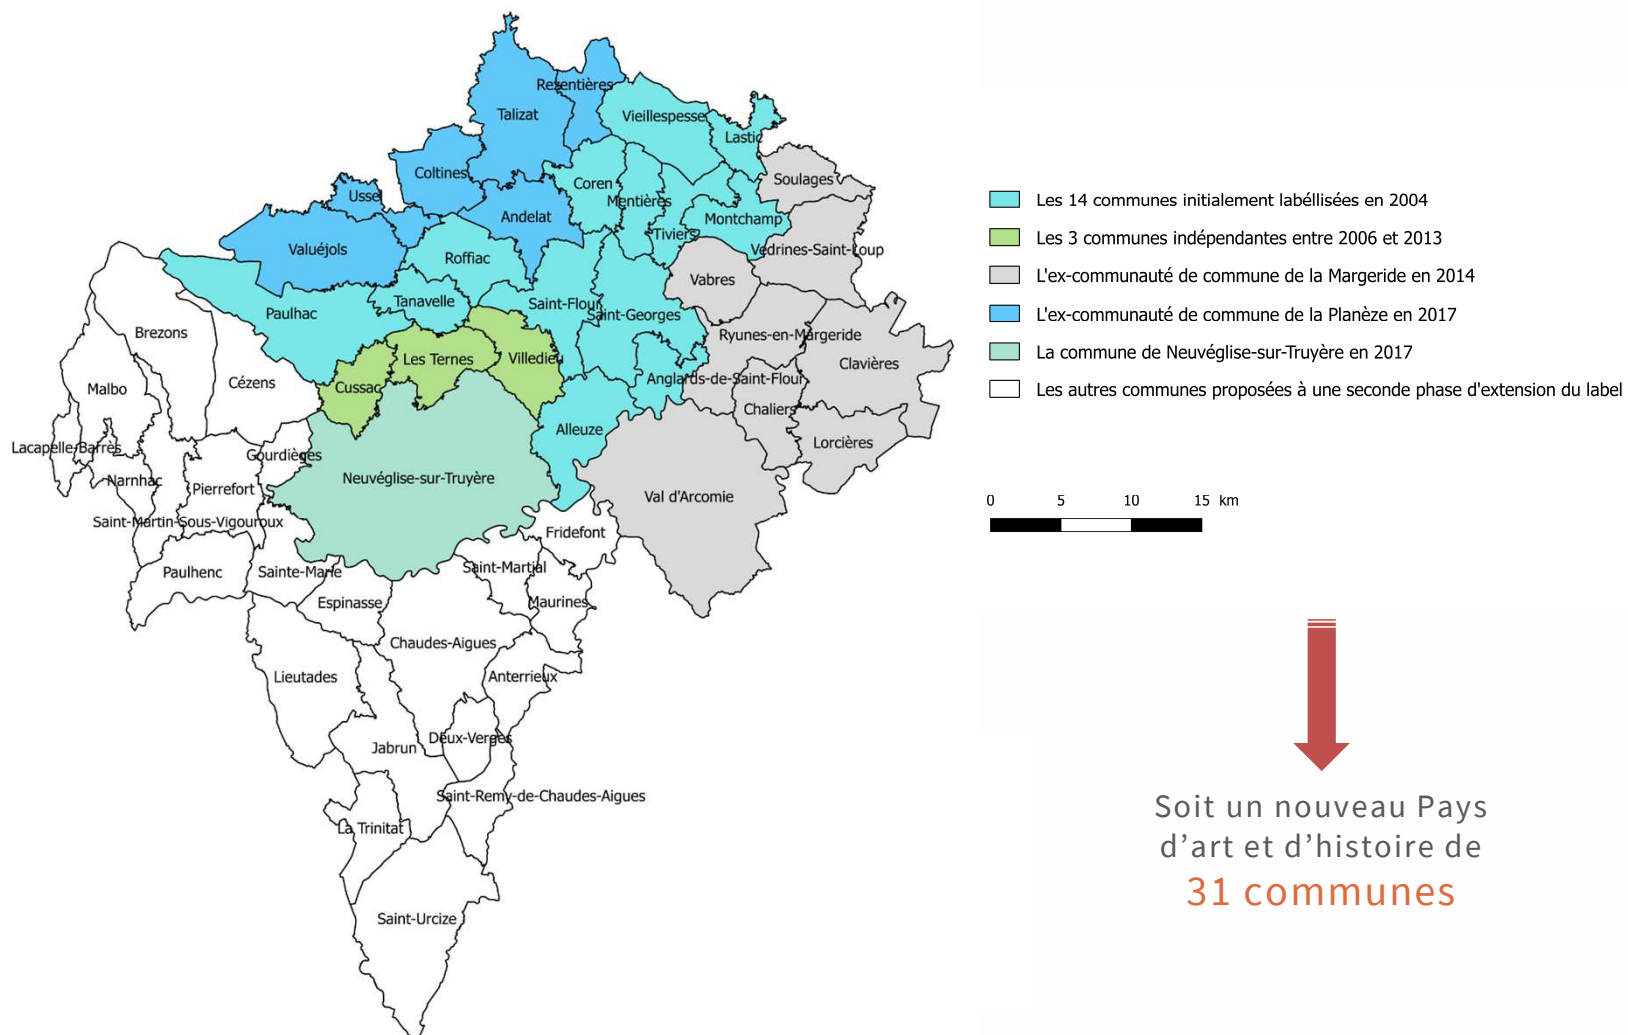 Rezentières
Talizat
Vieillespesse
Lastic
Coltines
Coren
Soulages
Ussel
Mentières
Andelat
Montchamp
Tiviers
Valuéjols
Vedrines-Saint-Loup
Roffiac
Vabres
Tanavelle
Saint-Flour
Paulhac
Saint-Georges
Brezons
Ryunes-en-Margeride
Les Ternes
Villedieu
Clavières
Cézens
Cussac
Anglards-de-Saint-Flour
Malbo
Chaliers
Alleuze
Lorcières
Lacapelle-Barrès
Gourdièges
Neuvéglise-sur-Truyère
Narnhac
Pierrefort
Val d'Arcomie
Saint-Martin-Sous-Vigouroux
Fridefont
Paulhenc
Sainte-Marie
Saint-Martial
Espinasse
Maurines
Chaudes-Aigues
Lieutades
Anterrieux
Deux-Verges
Jabrun
Saint-Remy-de-Chaudes-Aigues
La Trinitat
Saint-Urcize
Les 14 communes initialement labéllisées en 2004
Les 3 communes indépendantes entre 2006 et 2013
L'ex-communauté de commune de la Margeride en 2014
L'ex-communauté de commune de la Planèze en 2017
La commune de Neuvéglise-sur-Truyère en 2017
Les autres communes proposées à une seconde phase d'extension du label
0 5 10 15 km
Soit un nouveau Pays
d’art et d’histoire de
31 communes